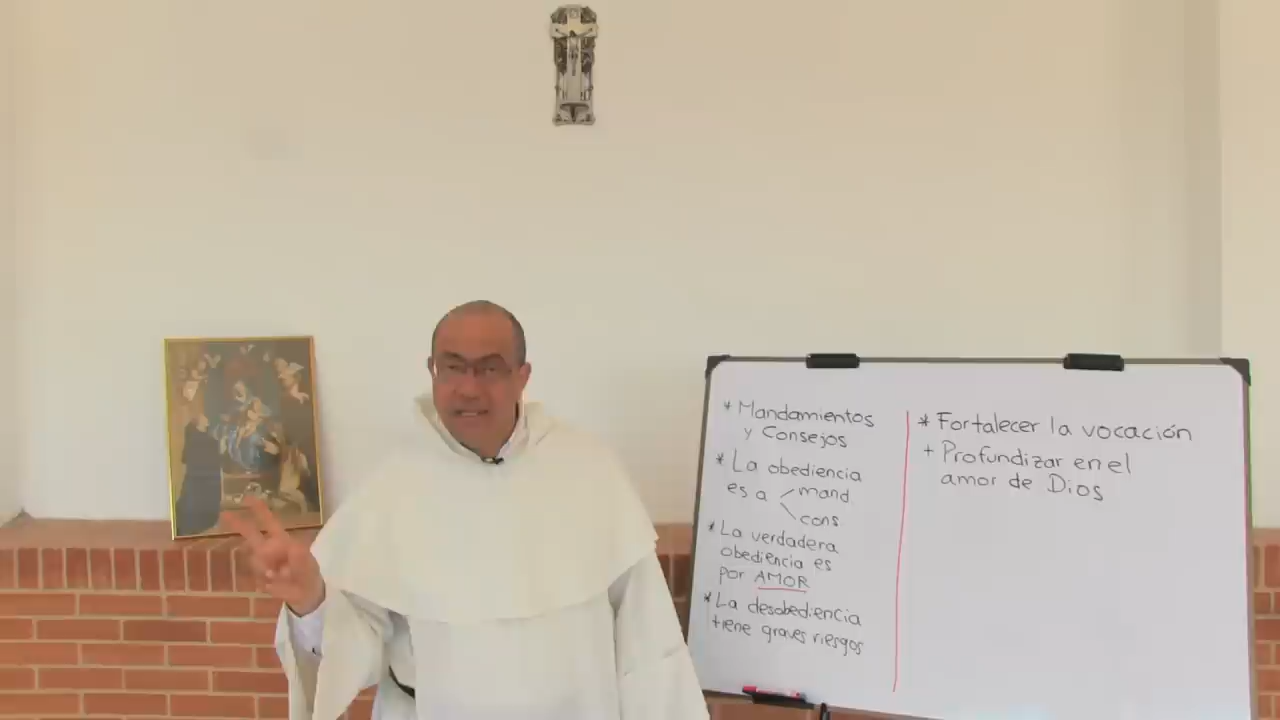 * Mandamientos
y Consejos
* La obediencia
es a mand
cons
* La verdadera
obediencia es
por AMOR
* La desobediencia
tiene graves riesgos
* Fortalecer la vocación
+ Profundizar en el
amor de Dios